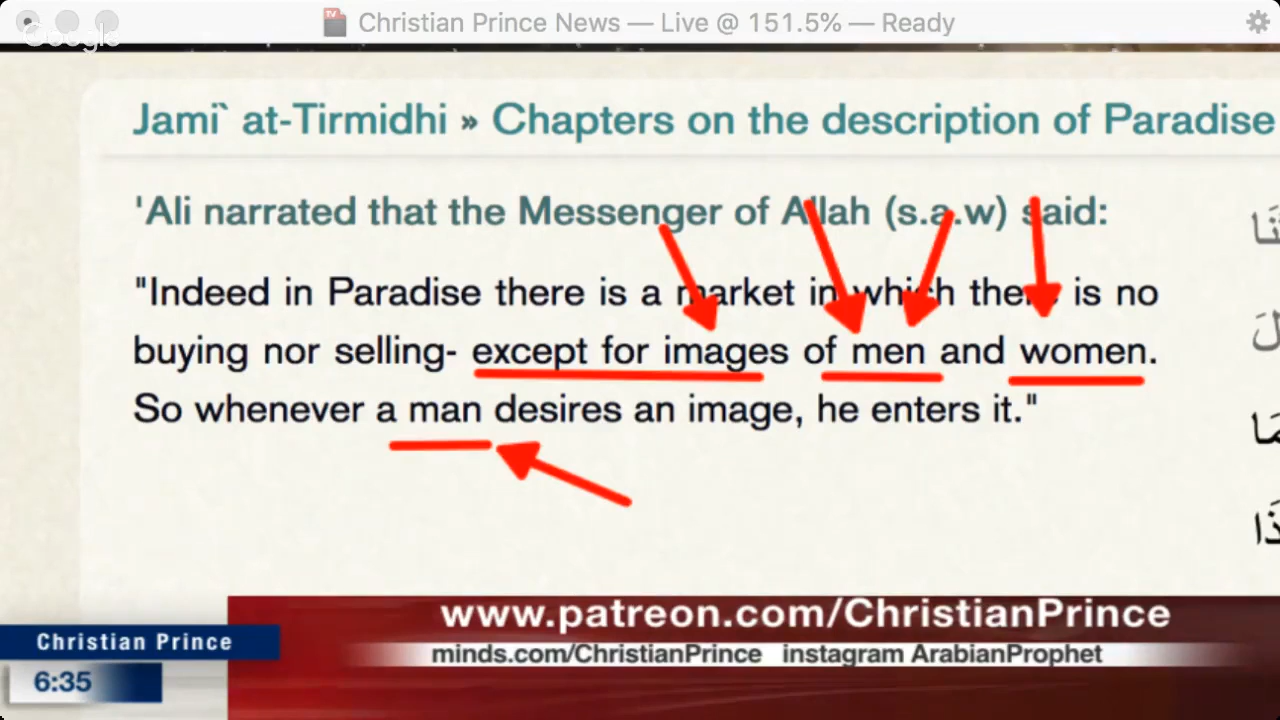 Christian Prince News — Live @ 151.5% — Ready
Google
Jami` at-Tirmidhi » Chapters on the description of Paradise
'Ali narrated that the Messenger of Allah (s.a.w) said:
"Indeed in Paradise there is a market in which there is no
buying nor selling- except for images of men and women.
So whenever a man desires an image, he enters it."
www.patreon.com/ChristianPrince
Christian Prince
minds.com/ChristianPrince instagram ArabianProphet
6:35